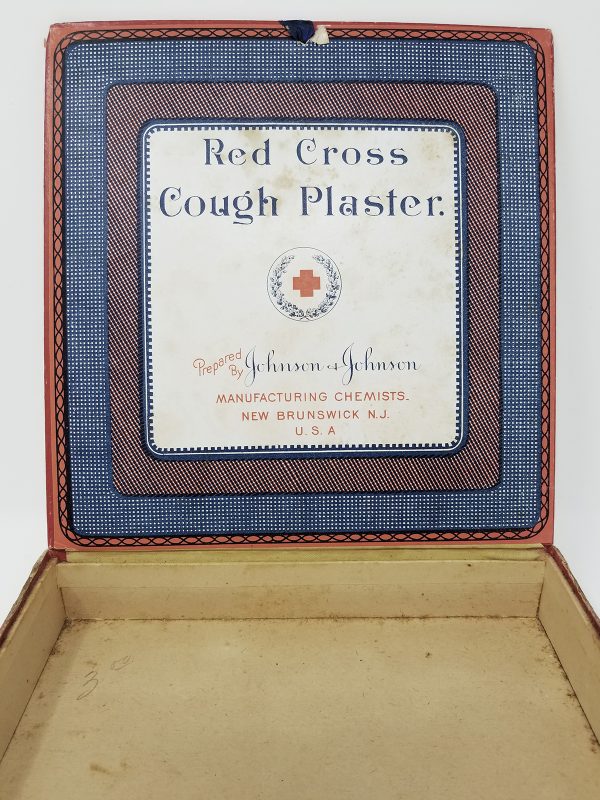 Red Cross
Cough Plaster.
Prepared By Johnson & Johnson
MANUFACTURING CHEMISTS.
NEW BRUNSWICK N.J.
U.S.A